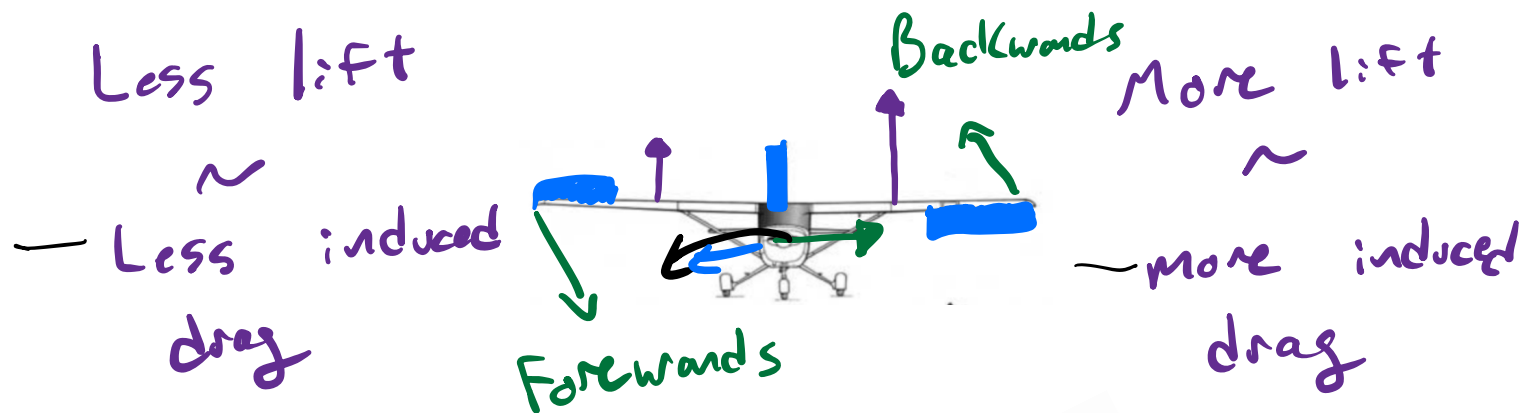 Less lift
~
— Less induced
drag
Forewards
Backwards
More lift
~
— more induced
drag